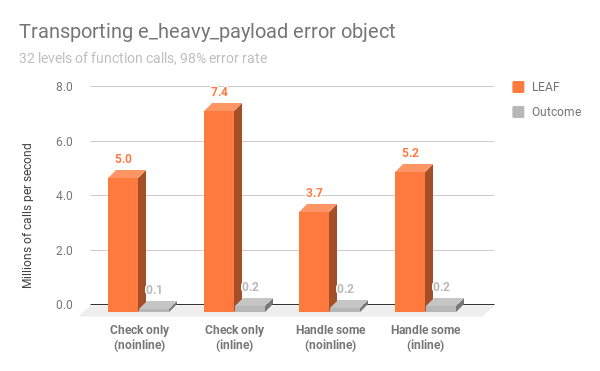 Transporting e_heavy_payload error object
32 levels of function calls, 98% error rate
LEAF
Outcome
Millions of calls per second
8.0
6.0
4.0
2.0
0.0
5.0
0.1
7.4
0.2
3.7
0.2
5.2
0.2
Check only
(noinline)
Check only
(inline)
Handle some
(noinline)
Handle some
(inline)